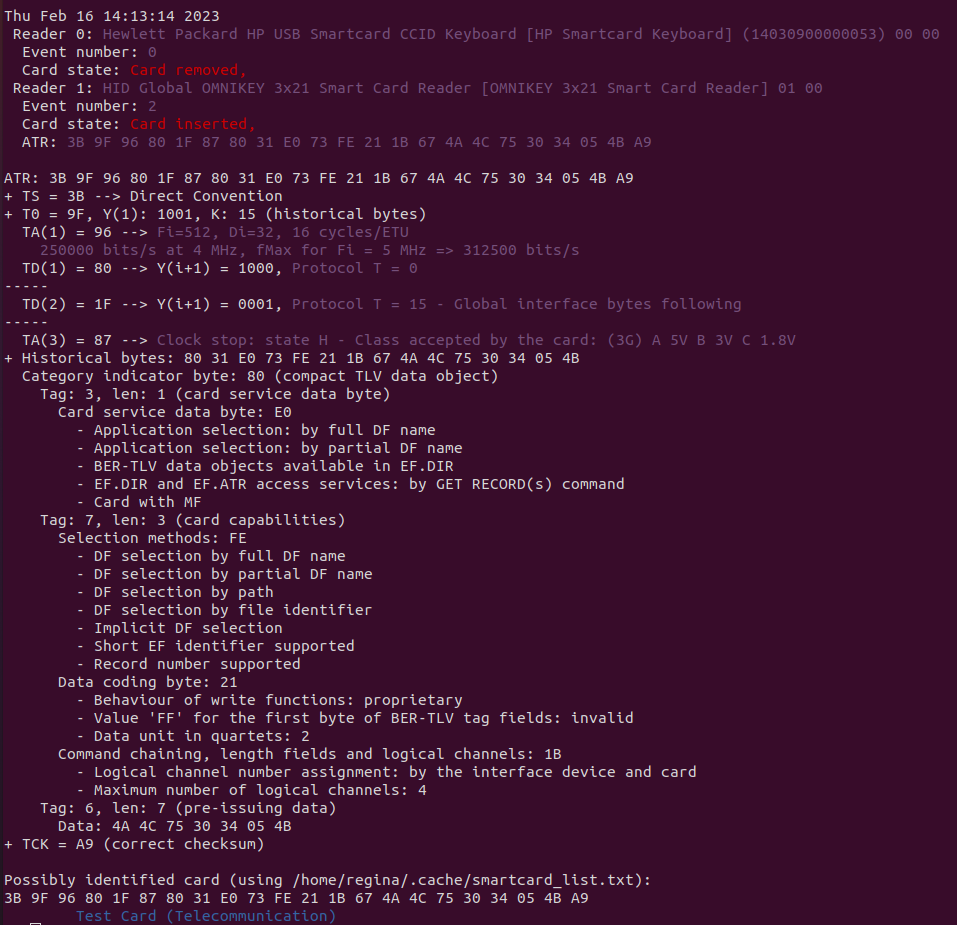 Thu Feb 16 14:13:14 2023
Reader 0: Hewlett Packard HP USB Smartcard CCID Keyboard [HP Smartcard Keyboard] (14030900000053) 00 00
Event number: 0
Card state: Card removed,
Reader 1: HID Global OMNIKEY 3x21 Smart Card Reader [OMNIKEY 3x21 Smart Card Reader] 01 00
Event number: 2
Card state: Card inserted,
ATR: 3B 9F 96 80 1F 87 80 31 E0 73 FE 21 1B 67 4A 4C 75 30 34 05 4B A9
ATR: 3B 9F 96 80 1F 87 80 31 E0 73 FE 21 1B 67 4A 4C 75 30 34 05 4B A9
+ TS = 3B --> Direct Convention
+ T0 = 9F, Y(1): 1001, K: 15 (historical bytes)
TA(1) = 96 --> Fi=512, Di=32, 16 cycles/ETU
250000 bits/s at 4 MHz, fMax for Fi = 5 MHz => 312500 bits/s
TD(1) = 80 --> Y(i+1) = 1000, Protocol T = 0
-----
TD(2) = 1F --> Y(i+1) = 0001, Protocol T = 15 - Global interface bytes following
-----
TA(3) = 87 --> Clock stop: state H - Class accepted by the card: (3G) A 5V B 3V C 1.8V
+ Historical bytes: 80 31 E0 73 FE 21 1B 67 4A 4C 75 30 34 05 4B
Category indicator byte: 80 (compact TLV data object)
Tag: 3, len: 1 (card service data byte)
Card service data byte: E0
- Application selection: by full DF name
- Application selection: by partial DF name
- BER-TLV data objects available in EF.DIR
- EF.DIR and EF.ATR access services: by GET RECORD(s) command
- Card with MF
Tag: 7, len: 3 (card capabilities)
Selection methods: FE
- DF selection by full DF name
- DF selection by partial DF name
- DF selection by path
- DF selection by file identifier
- Implicit DF selection
- Short EF identifier supported
- Record number supported
Data coding byte: 21
- Behaviour of write functions: proprietary
- Value 'FF' for the first byte of BER-TLV tag fields: invalid
- Data unit in quartets: 2
Command chaining, length fields and logical channels: 1B
- Logical channel number assignment: by the interface device and card
- Maximum number of logical channels: 4
Tag: 6, len: 7 (pre-issuing data)
Data: 4A 4C 75 30 34 05 4B
+ TCK = A9 (correct checksum)
Possibly identified card (using /home/regina/.cache/smartcard_list.txt):
3B 9F 96 80 1F 87 80 31 E0 73 FE 21 1B 67 4A 4C 75 30 34 05 4B A9
Test Card (Telecommunication)